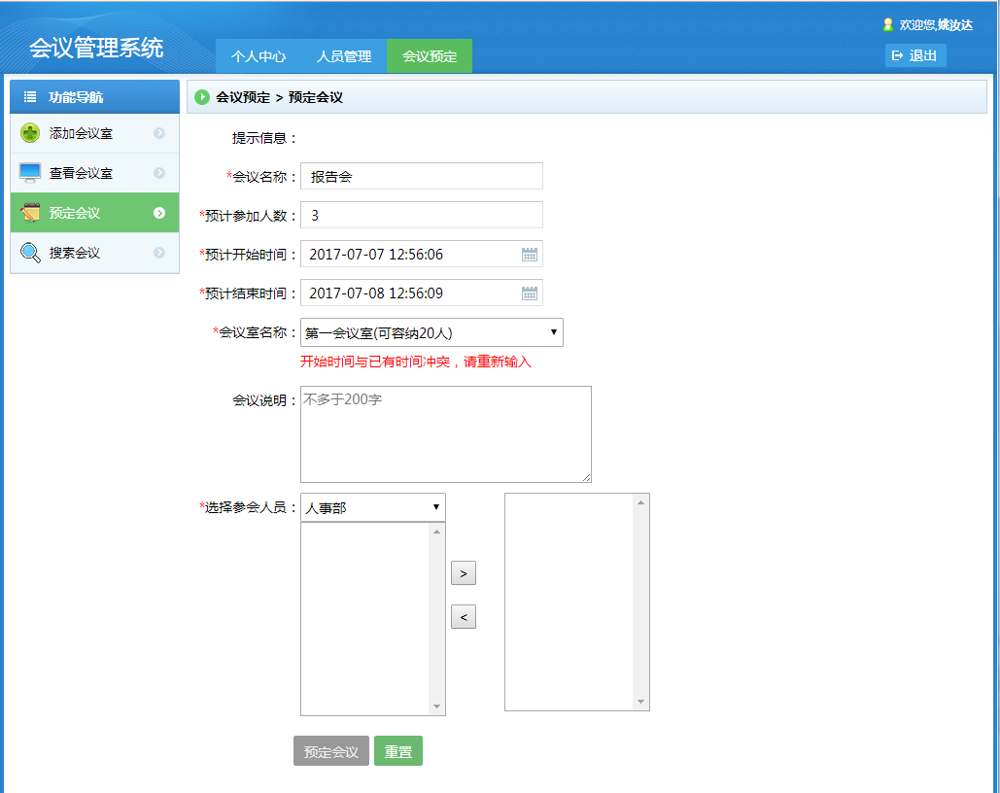 会议管理系统
个人中心 人员管理 会议预定
欢迎您,姚汝达
退出
功能导航
添加会议室
查看会议室
预定会议
搜索会议
会议预定 > 预定会议
提示信息：
*会议名称： 报告会
*预计参加人数： 3
*预计开始时间： 2017-07-07 12:56:06
*预计结束时间： 2017-07-08 12:56:09
*会议室名称： 第一会议室(可容纳20人)
开始时间与已有时间冲突，请重新输入
会议说明： 不多于200字
*选择参会人员： 人事部
>
<
预定会议 重置